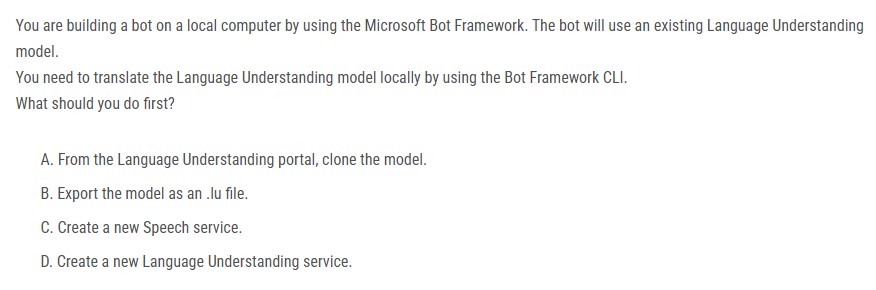 You are building a bot on a local computer by using the Microsoft Bot Framework. The bot will use an existing Language Understanding
model.
You need to translate the Language Understanding model locally by using the Bot Framework CLI.
What should you do first?
A. From the Language Understanding portal, clone the model.
B. Export the model as an .lu file.
C. Create a new Speech service.
D. Create a new Language Understanding service.